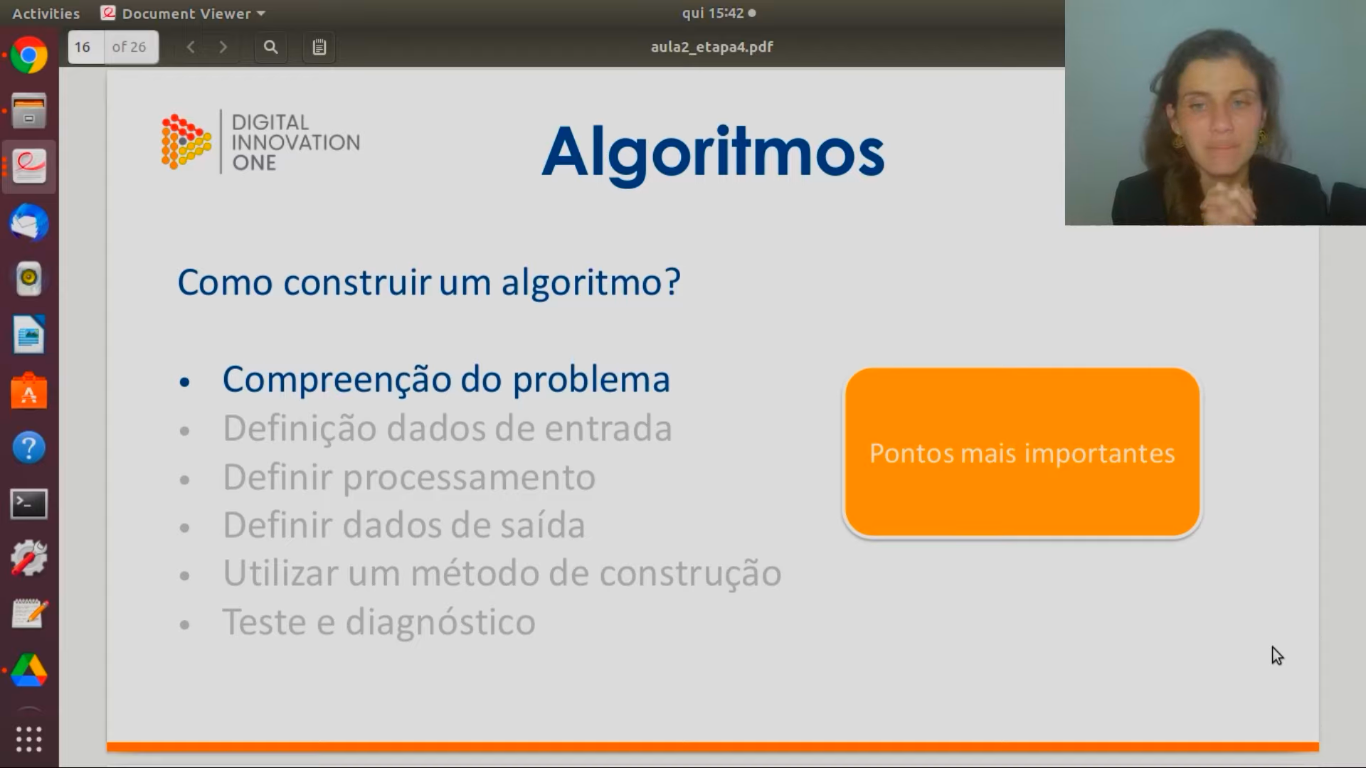 Activities
Document Viewer
qui 15:42
16
of 26
aula2_etapa4.pdf
DIGITAL
INNOVATION
ONE
Algoritmos
Como construir um algoritmo?
• Compreenção do problema
• Definição dados de entrada
• Definir processamento
• Definir dados de saída
• Utilizar um método de construção
• Teste e diagnóstico
Pontos mais importantes